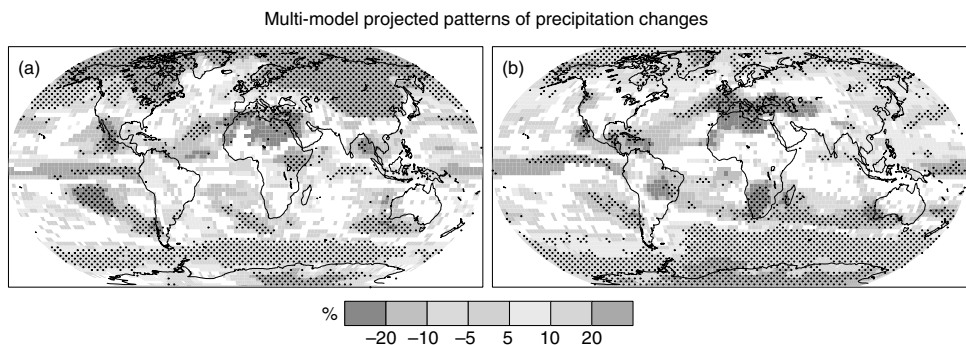 Multi-model projected patterns of precipitation changes
(a)
(b)
%
−20 −10 −5 5 10 20